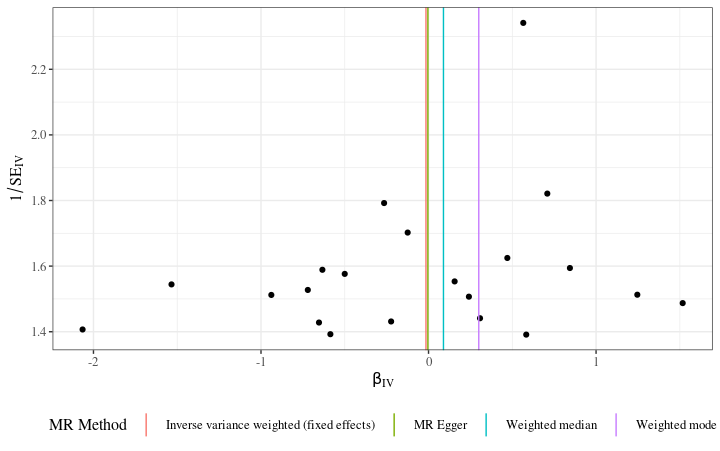 2.2
2.0
1.8
1.6
1.4
1/SE_IV
-2 -1 0 1
β_IV
MR Method Inverse variance weighted (fixed effects) MR Egger Weighted median Weighted mode